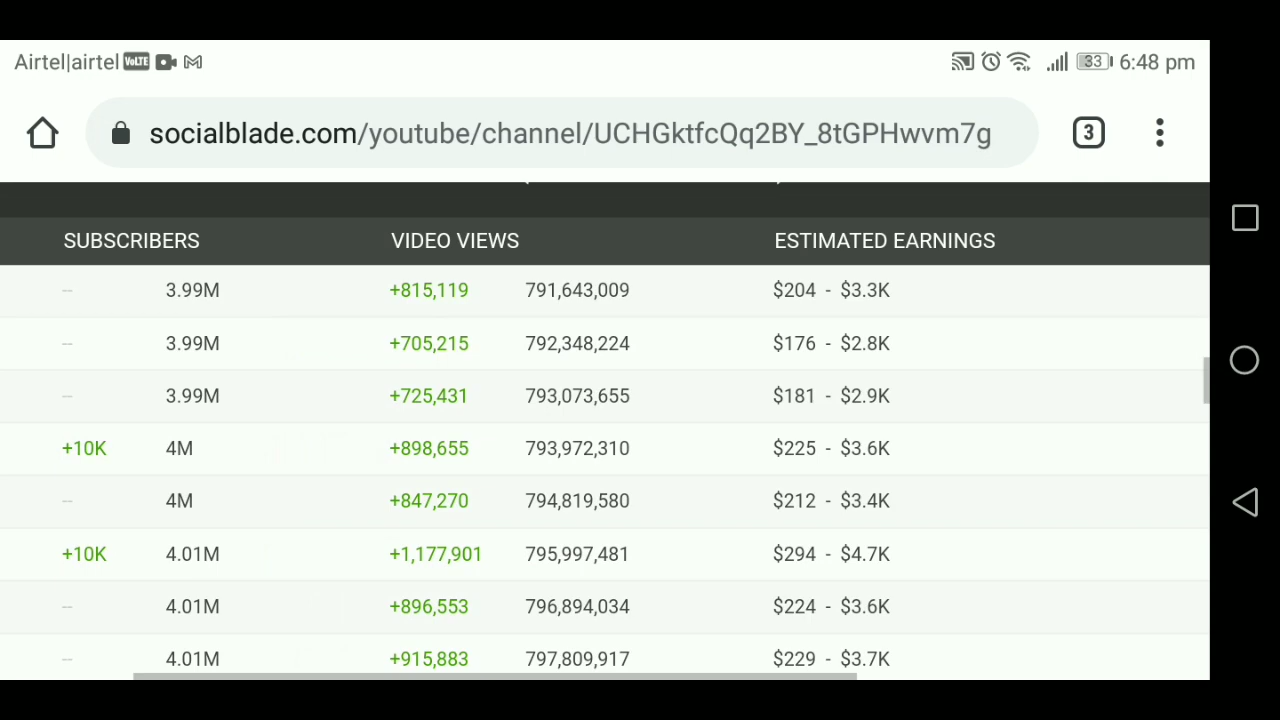 Airtel|airtel VoLTE 33 6:48 pm
socialblade.com/youtube/channel/UCHGktfcQq2BY_8tGPHwvm7g 3
SUBSCRIBERS VIDEO VIEWS ESTIMATED EARNINGS
-- 3.99M +815,119 791,643,009 $204 - $3.3K
-- 3.99M +705,215 792,348,224 $176 - $2.8K
-- 3.99M +725,431 793,073,655 $181 - $2.9K
+10K 4M +898,655 793,972,310 $225 - $3.6K
-- 4M +847,270 794,819,580 $212 - $3.4K
+10K 4.01M +1,177,901 795,997,481 $294 - $4.7K
-- 4.01M +896,553 796,894,034 $224 - $3.6K
-- 4.01M +915,883 797,809,917 $229 - $3.7K